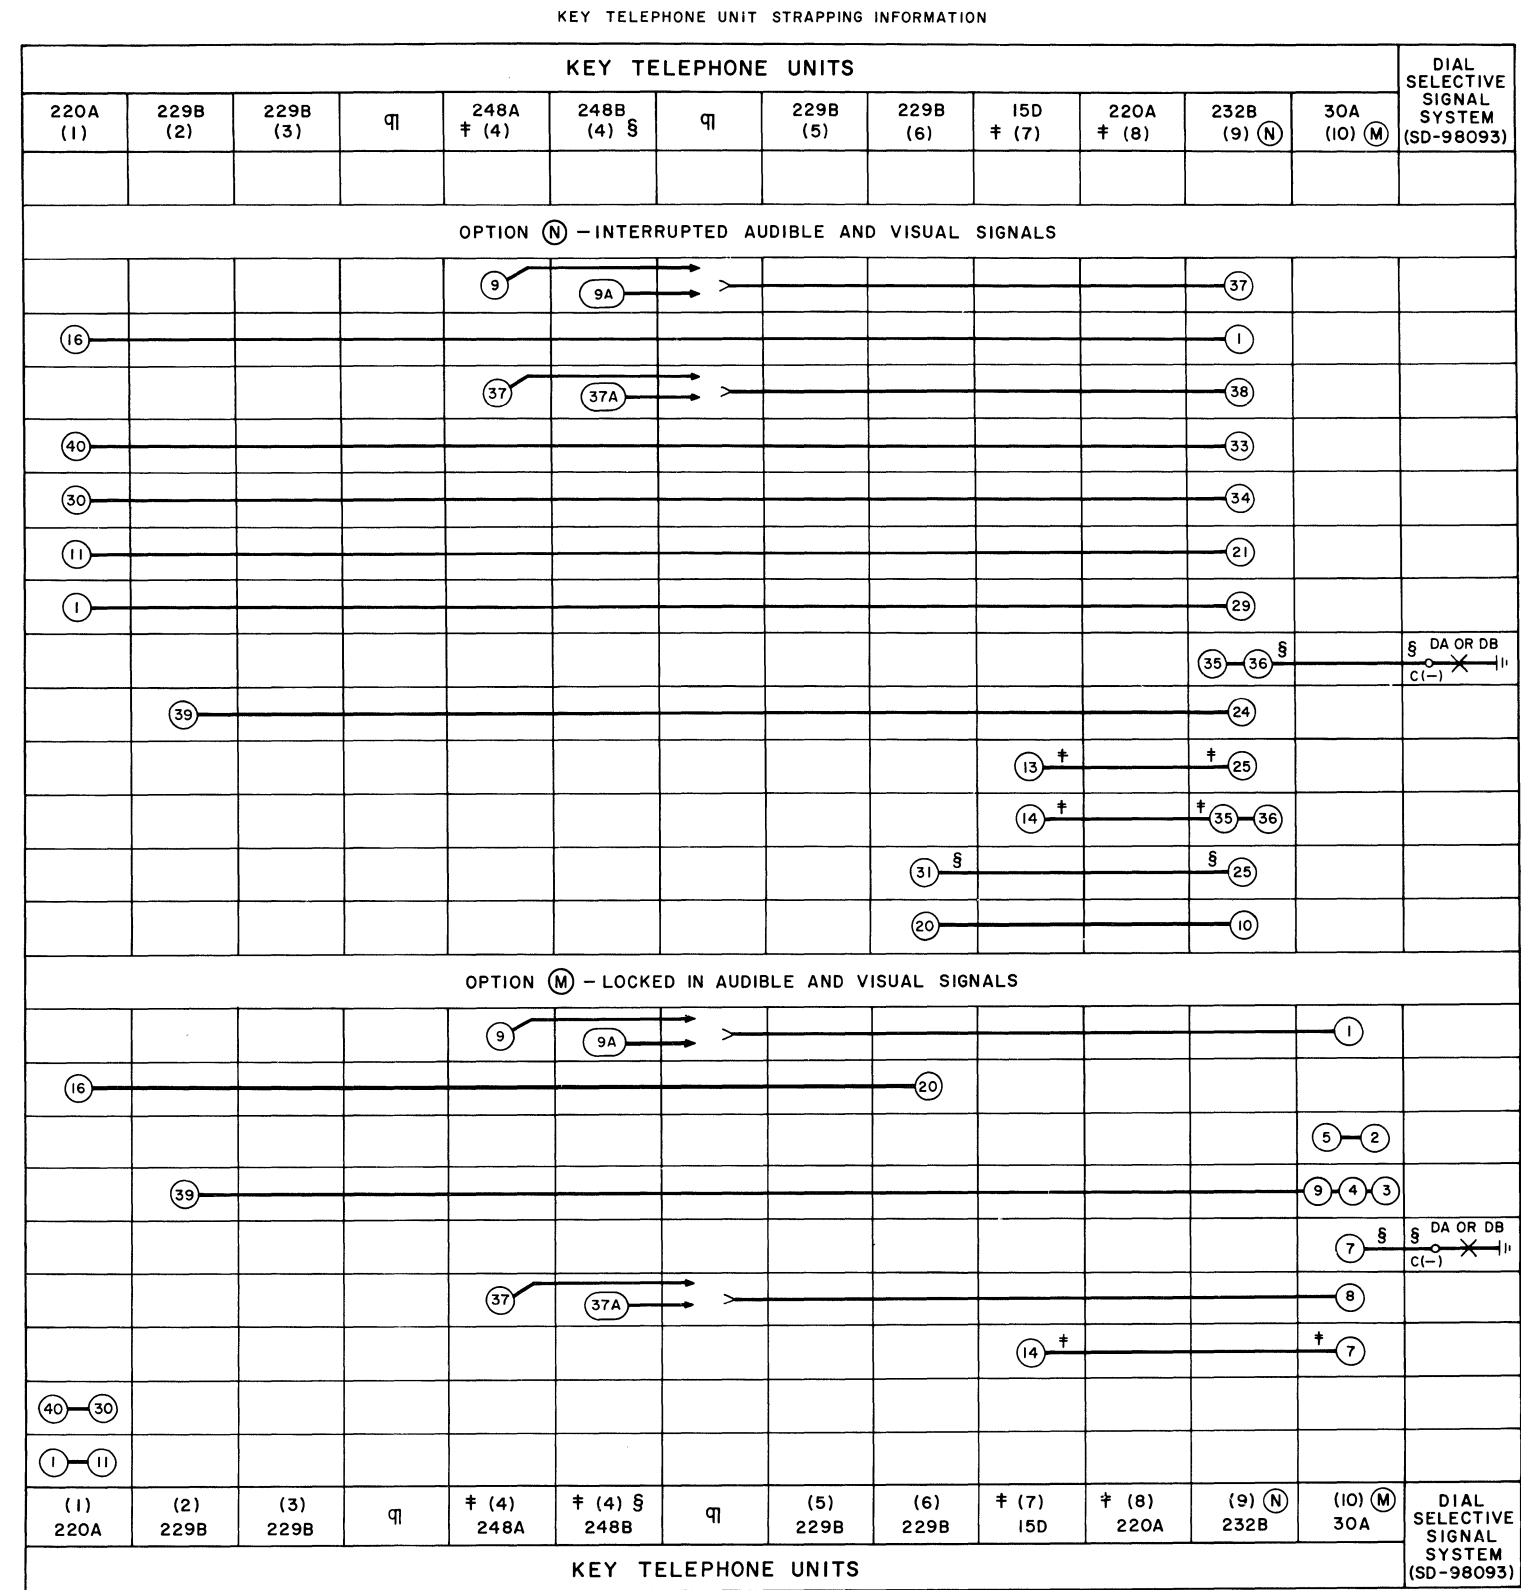 KEY TELEPHONE UNIT STRAPPING INFORMATION
KEY TELEPHONE UNITS
DIAL
SELECTIVE
SIGNAL
SYSTEM
(SD-98093)
220A 229B 229B ¶ 248A 248B ¶ 229B 229B 15D 220A 232B 30A
(1) (2) (3) ‡ (4) (4) § (5) (6) ‡ (7) ‡ (8) (9) Ⓝ (10) Ⓜ
OPTION Ⓝ – INTERRUPTED AUDIBLE AND VISUAL SIGNALS
9 9A 37
16 1
37 37A 38
40 33
30 34
11 21
1 29
35 36 § § DA OR DB
C(–)
39 24
13 ‡ ‡ 25
14 ‡ ‡ 35 36
31 § § 25
20 10
OPTION Ⓜ – LOCKED IN AUDIBLE AND VISUAL SIGNALS
9 9A 1
16 20
5 2
39 9 4 3
7 § § DA OR DB
C(–)
37 37A 8
14 ‡ ‡ 7
40 30
1 11
(1) (2) (3) ¶ ‡ (4) ‡ (4) § ¶ (5) (6) ‡ (7) ‡ (8) (9) Ⓝ (10) Ⓜ
220A 229B 229B 248A 248B 229B 229B 15D 220A 232B 30A
DIAL
SELECTIVE
SIGNAL
SYSTEM
(SD-98093)
KEY TELEPHONE UNITS